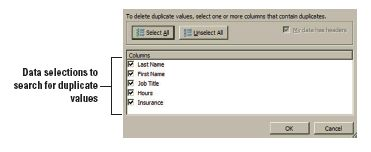 To delete duplicate values, select one or more columns that contain duplicates.
Select All
Unselect All
My data has headers
Columns
Last Name
First Name
Job Title
Hours
Insurance
Data selections to
search for duplicate
values
OK
Cancel